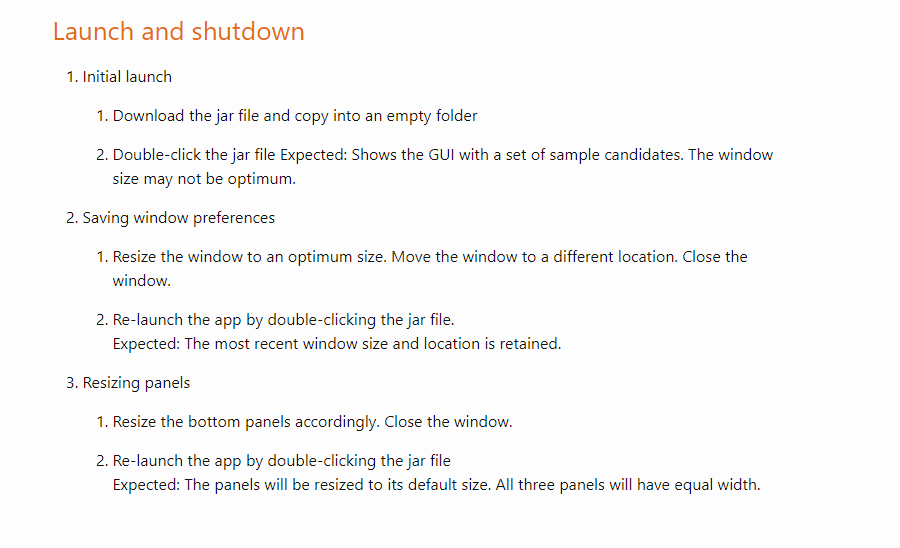 Launch and shutdown
1. Initial launch
1. Download the jar file and copy into an empty folder
2. Double-click the jar file Expected: Shows the GUI with a set of sample candidates. The window
size may not be optimum.
2. Saving window preferences
1. Resize the window to an optimum size. Move the window to a different location. Close the
window.
2. Re-launch the app by double-clicking the jar file.
Expected: The most recent window size and location is retained.
3. Resizing panels
1. Resize the bottom panels accordingly. Close the window.
2. Re-launch the app by double-clicking the jar file
Expected: The panels will be resized to its default size. All three panels will have equal width.